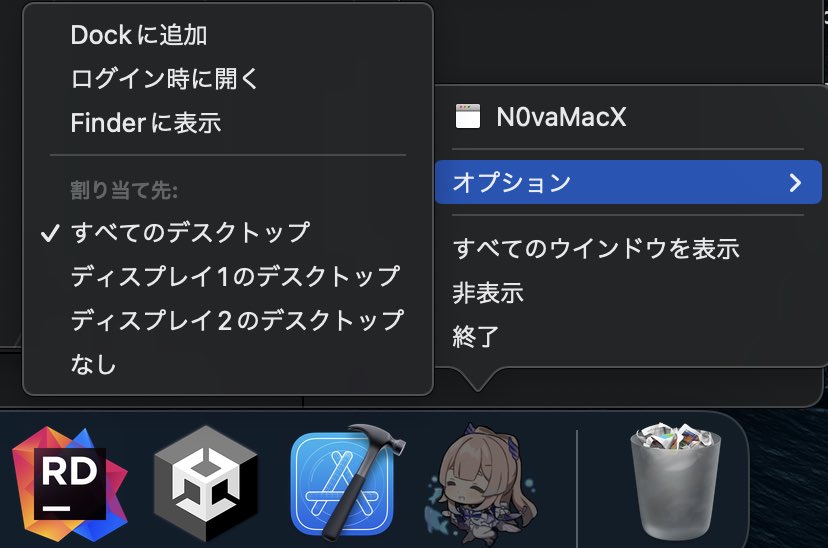 Dockに追加
ログイン時に開く
Finderに表示
割り当て先:
✓ すべてのデスクトップ
ディスプレイ1のデスクトップ
ディスプレイ2のデスクトップ
なし
N0vaMacX
オプション
すべてのウインドウを表示
非表示
終了
RD